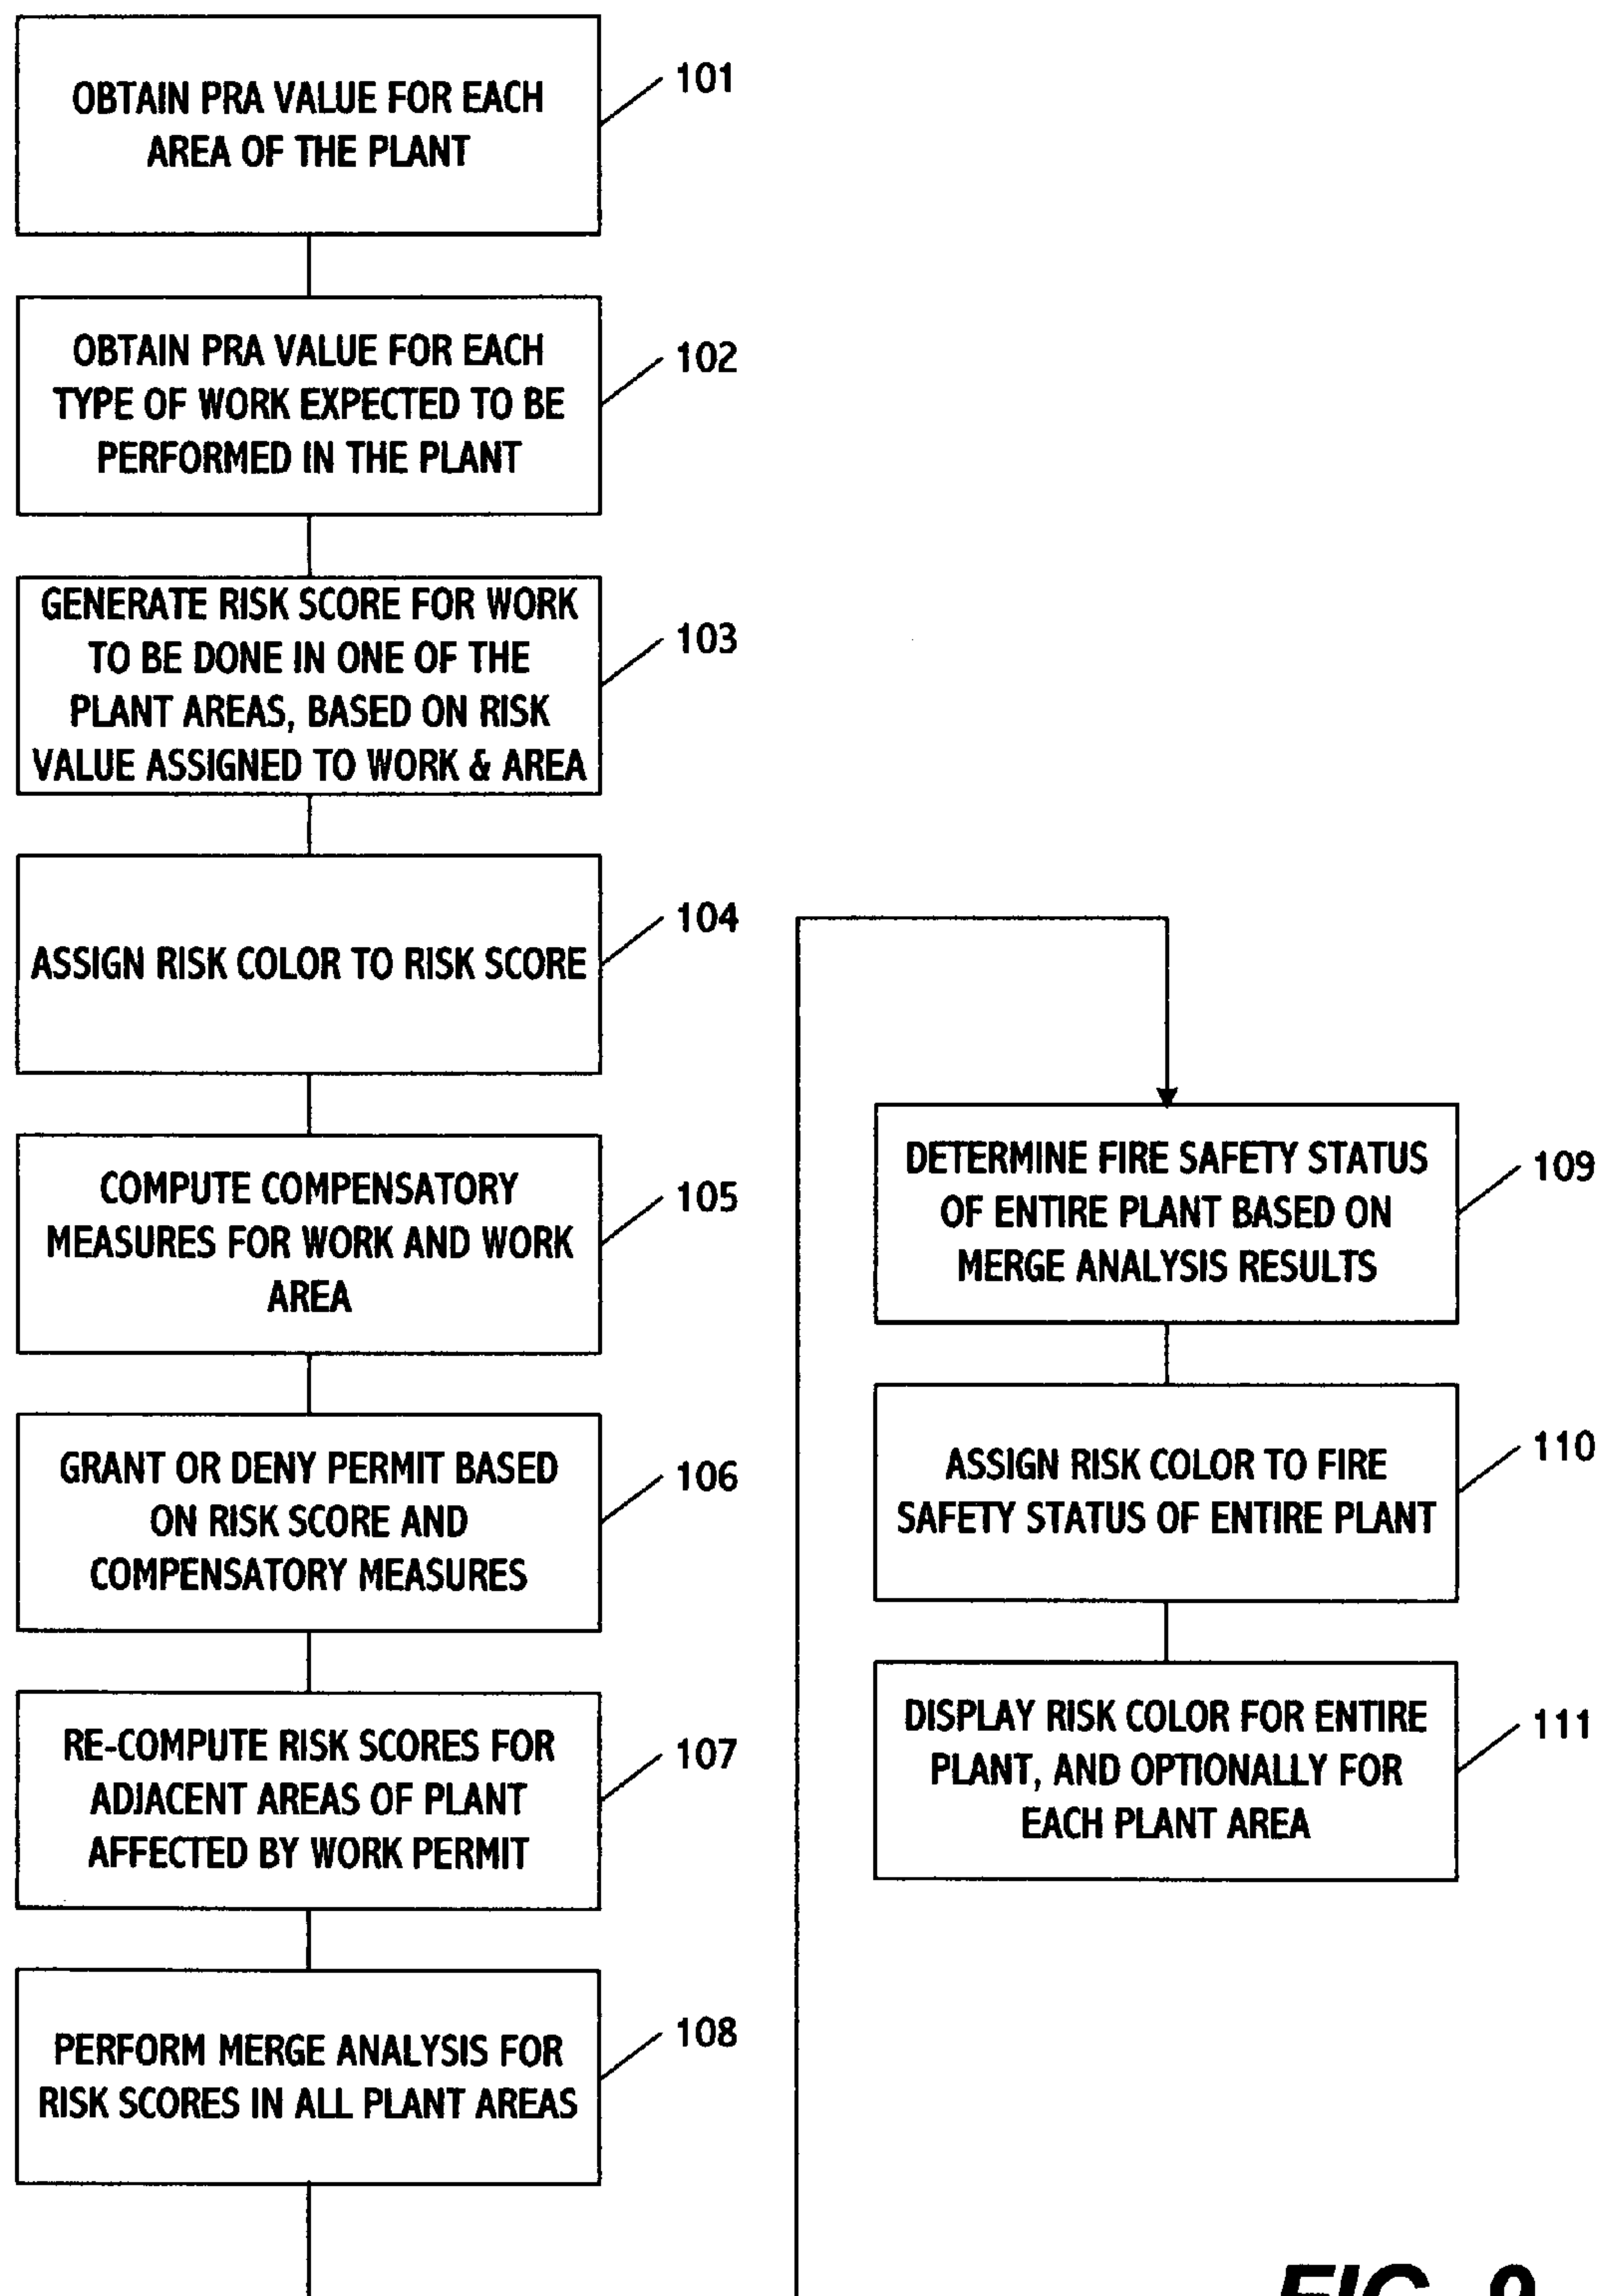 OBTAIN PRA VALUE FOR EACH
AREA OF THE PLANT
101
OBTAIN PRA VALUE FOR EACH
TYPE OF WORK EXPECTED TO BE
PERFORMED IN THE PLANT
102
GENERATE RISK SCORE FOR WORK
TO BE DONE IN ONE OF THE
PLANT AREAS, BASED ON RISK
VALUE ASSIGNED TO WORK & AREA
103
ASSIGN RISK COLOR TO RISK SCORE
104
COMPUTE COMPENSATORY
MEASURES FOR WORK AND WORK
AREA
105
GRANT OR DENY PERMIT BASED
ON RISK SCORE AND
COMPENSATORY MEASURES
106
RE-COMPUTE RISK SCORES FOR
ADJACENT AREAS OF PLANT
AFFECTED BY WORK PERMIT
107
PERFORM MERGE ANALYSIS FOR
RISK SCORES IN ALL PLANT AREAS
108
DETERMINE FIRE SAFETY STATUS
OF ENTIRE PLANT BASED ON
MERGE ANALYSIS RESULTS
109
ASSIGN RISK COLOR TO FIRE
SAFETY STATUS OF ENTIRE PLANT
110
DISPLAY RISK COLOR FOR ENTIRE
PLANT, AND OPTIONALLY FOR
EACH PLANT AREA
111
FIG.